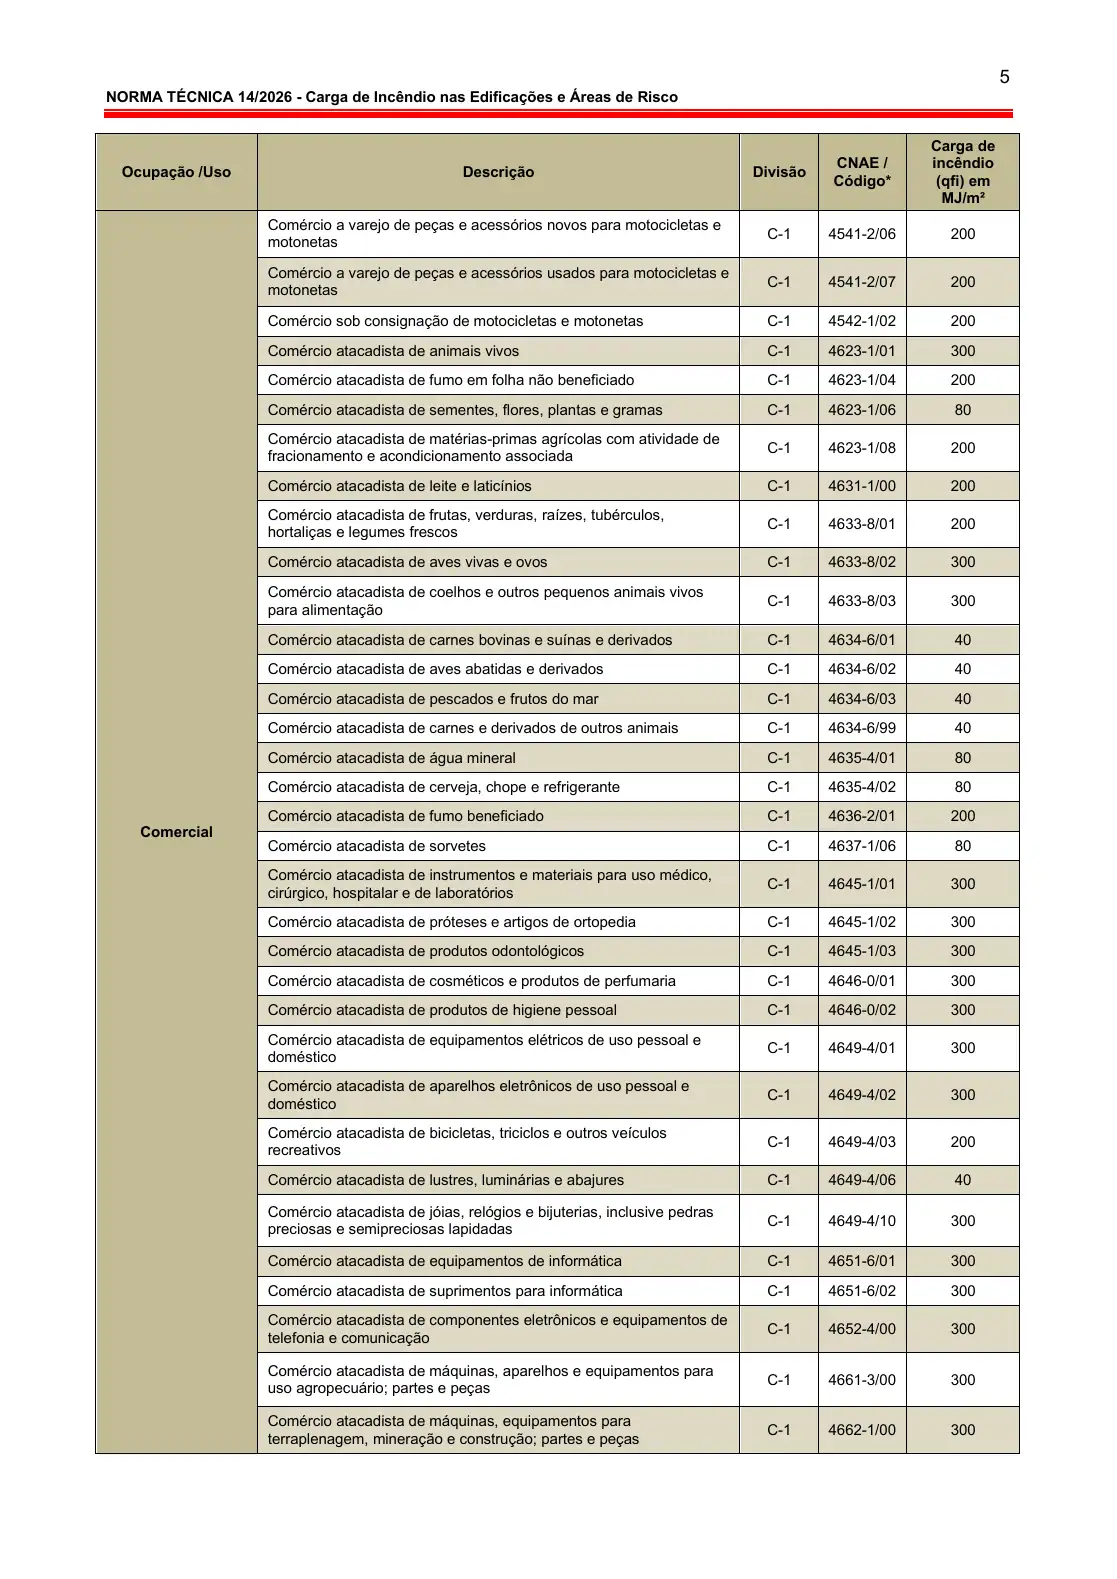 5
NORMA TÉCNICA 14/2026 - Carga de Incêndio nas Edificações e Áreas de Risco
Ocupação /Uso Descrição Divisão CNAE / Código* Carga de incêndio (qfi) em MJ/m²
Comercial
Comércio a varejo de peças e acessórios novos para motocicletas e
motonetas C-1 4541-2/06 200
Comércio a varejo de peças e acessórios usados para motocicletas e
motonetas C-1 4541-2/07 200
Comércio sob consignação de motocicletas e motonetas C-1 4542-1/02 200
Comércio atacadista de animais vivos C-1 4623-1/01 300
Comércio atacadista de fumo em folha não beneficiado C-1 4623-1/04 200
Comércio atacadista de sementes, flores, plantas e gramas C-1 4623-1/06 80
Comércio atacadista de matérias-primas agrícolas com atividade de
fracionamento e acondicionamento associada C-1 4623-1/08 200
Comércio atacadista de leite e laticínios C-1 4631-1/00 200
Comércio atacadista de frutas, verduras, raízes, tubérculos,
hortaliças e legumes frescos C-1 4633-8/01 200
Comércio atacadista de aves vivas e ovos C-1 4633-8/02 300
Comércio atacadista de coelhos e outros pequenos animais vivos
para alimentação C-1 4633-8/03 300
Comércio atacadista de carnes bovinas e suínas e derivados C-1 4634-6/01 40
Comércio atacadista de aves abatidas e derivados C-1 4634-6/02 40
Comércio atacadista de pescados e frutos do mar C-1 4634-6/03 40
Comércio atacadista de carnes e derivados de outros animais C-1 4634-6/99 40
Comércio atacadista de água mineral C-1 4635-4/01 80
Comércio atacadista de cerveja, chope e refrigerante C-1 4635-4/02 80
Comércio atacadista de fumo beneficiado C-1 4636-2/01 200
Comércio atacadista de sorvetes C-1 4637-1/06 80
Comércio atacadista de instrumentos e materiais para uso médico,
cirúrgico, hospitalar e de laboratórios C-1 4645-1/01 300
Comércio atacadista de próteses e artigos de ortopedia C-1 4645-1/02 300
Comércio atacadista de produtos odontológicos C-1 4645-1/03 300
Comércio atacadista de cosméticos e produtos de perfumaria C-1 4646-0/01 300
Comércio atacadista de produtos de higiene pessoal C-1 4646-0/02 300
Comércio atacadista de equipamentos elétricos de uso pessoal e
doméstico C-1 4649-4/01 300
Comércio atacadista de aparelhos eletrônicos de uso pessoal e
doméstico C-1 4649-4/02 300
Comércio atacadista de bicicletas, triciclos e outros veículos
recreativos C-1 4649-4/03 200
Comércio atacadista de lustres, luminárias e abajures C-1 4649-4/06 40
Comércio atacadista de jóias, relógios e bijuterias, inclusive pedras
preciosas e semipreciosas lapidadas C-1 4649-4/10 300
Comércio atacadista de equipamentos de informática C-1 4651-6/01 300
Comércio atacadista de suprimentos para informática C-1 4651-6/02 300
Comércio atacadista de componentes eletrônicos e equipamentos de
telefonia e comunicação C-1 4652-4/00 300
Comércio atacadista de máquinas, aparelhos e equipamentos para
uso agropecuário; partes e peças C-1 4661-3/00 300
Comércio atacadista de máquinas, equipamentos para
terraplenagem, mineração e construção; partes e peças C-1 4662-1/00 300